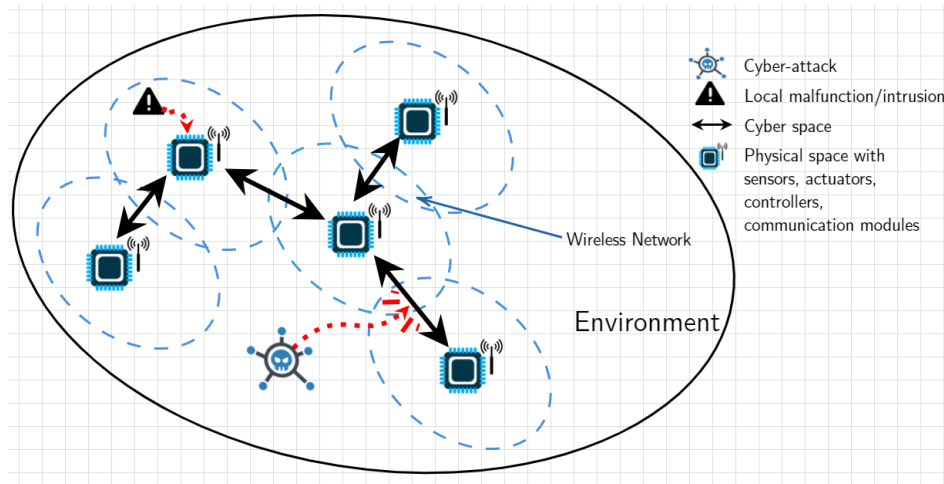 Cyber-attack
Local malfunction/intrusion
Cyber space
Physical space with
sensors, actuators,
controllers,
communication modules
Wireless Network
Environment